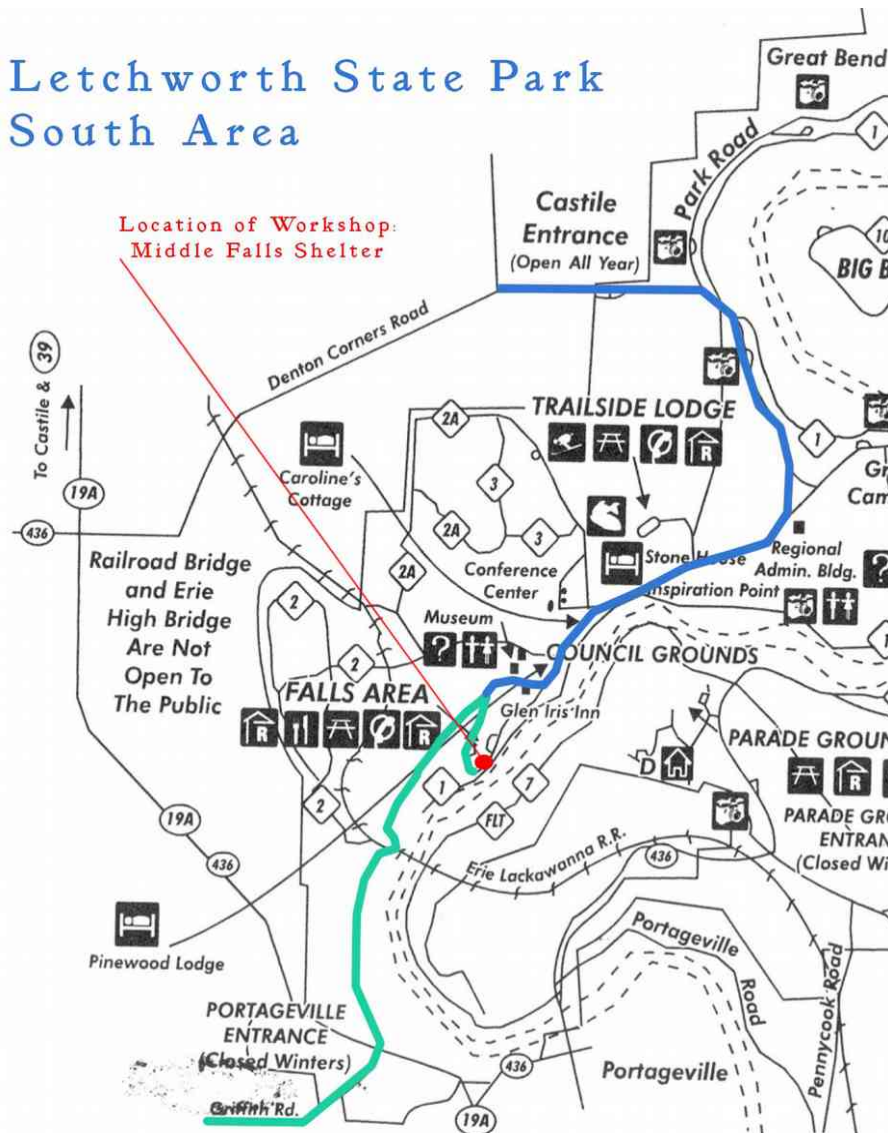 Letchworth State Park
South Area
Great Bend
1
Park Road
Location of Workshop:
Middle Falls Shelter
Castile
Entrance
(Open All Year)
10
BIG B
Denton Corners Road
To Castile & 39
TRAILSIDE LODGE
R
1
2A
Caroline's
Cottage
3
Gr
Cam
19A
436
2A
3
Stone House
Regional
Admin. Bldg.
?
Railroad Bridge
and Erie
High Bridge
Are Not
Open To
The Public
2A
Conference
Center
Inspiration Point
2
Museum
?
1
2
COUNCIL GROUNDS
FALLS AREA
Glen Iris Inn
R
R
PARADE GROUN
D
R
1
7
2
FLT
19A
PARADE GRO
ENTRAN
(Closed Wi
436
Erie Lackawanna R.R.
436
Pinewood Lodge
Portageville
Road
Pennycook Road
PORTAGEVILLE
ENTRANCE
(Closed Winters)
436
Portageville
Griffith Rd.
19A